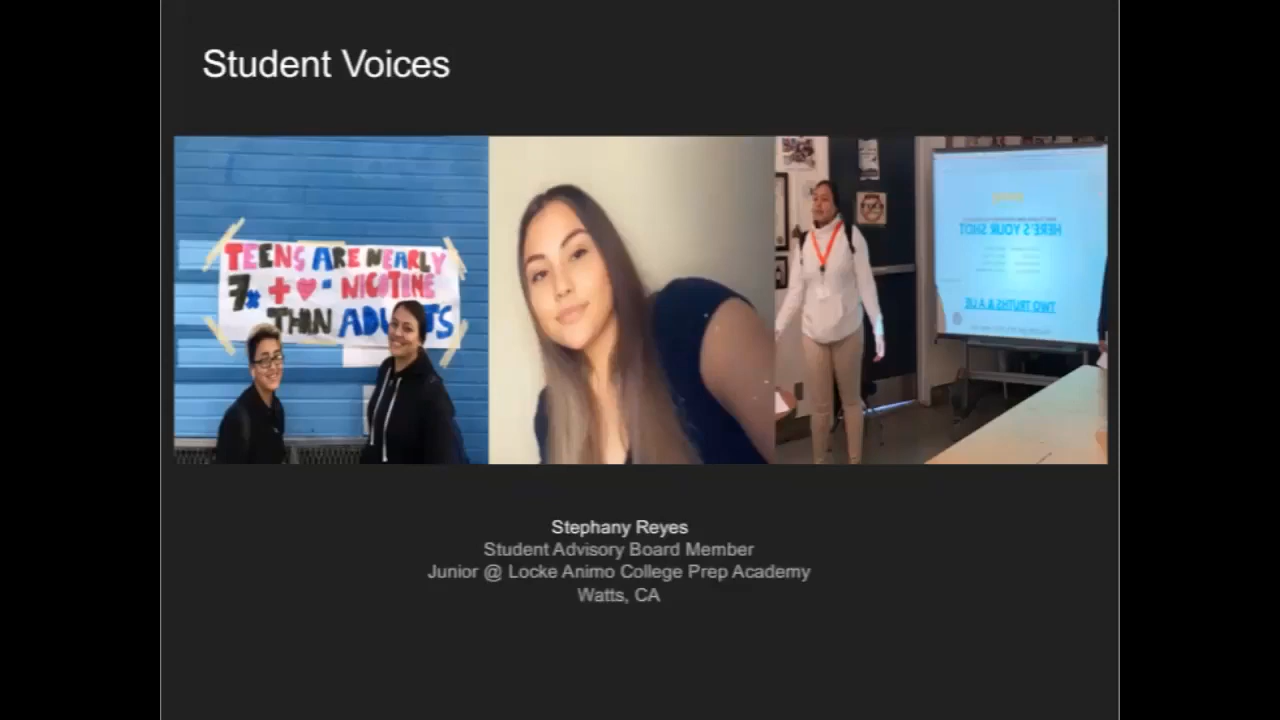 Student Voices
TEENS ARE NEARLY
7x + ♥ - NICOTINE
THIN ADULTS
HERE'S YOUR SHOT
TWO TRUTHS & A LIE
Stephany Reyes
Student Advisory Board Member
Junior @ Locke Animo College Prep Academy
Watts, CA